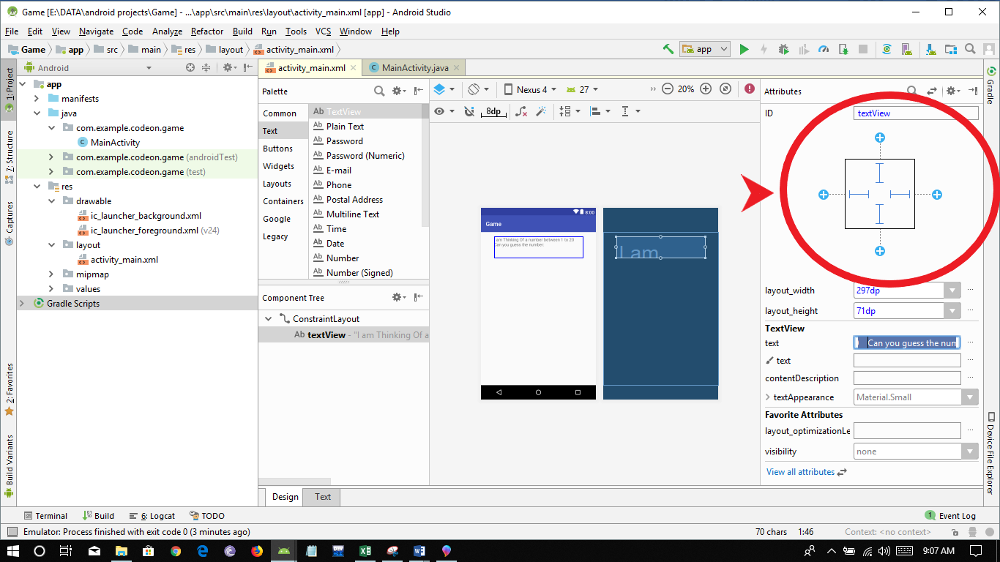 Game [E:\DATA\android projects\Game] - ...\app\src\main\res\layout\activity_main.xml [app] - Android Studio
File Edit View Navigate Code Analyze Refactor Build Run Tools VCS Window Help
Game app src main res layout activity_main.xml app
1: Project
7: Structure
Captures
2: Favorites
Build Variants
Android
app
manifests
java
com.example.codeon.game
MainActivity
com.example.codeon.game (androidTest)
com.example.codeon.game (test)
res
drawable
ic_launcher_background.xml
ic_launcher_foreground.xml (v24)
layout
activity_main.xml
mipmap
values
Gradle Scripts
activity_main.xml MainActivity.java
Palette
Common
Text
Buttons
Widgets
Layouts
Containers
Google
Legacy
Ab TextView
Ab Plain Text
Ab Password
Ab Password (Numeric)
Ab E-mail
Ab Phone
Ab Postal Address
Ab Multiline Text
Ab Time
Ab Date
Ab Number
Ab Number (Signed)
Component Tree
ConstraintLayout
Ab textView - "I am Thinking Of a
Nexus 4 27 20%
8dp
8:00
Game
I am Thinking Of a number between 1 to 20
Can you guess the number.
I am
Attributes
ID textView
layout_width 297dp
layout_height 71dp
TextView
text Can you guess the num
text
contentDescription
textAppearance Material.Small
Favorite Attributes
layout_optimizationLe
visibility none
View all attributes
Gradle
Device File Explorer
Design Text
Terminal Build 6: Logcat TODO 1 Event Log
Emulator: Process finished with exit code 0 (3 minutes ago) 70 chars 1:46 Context: <no context>
9:07 AM